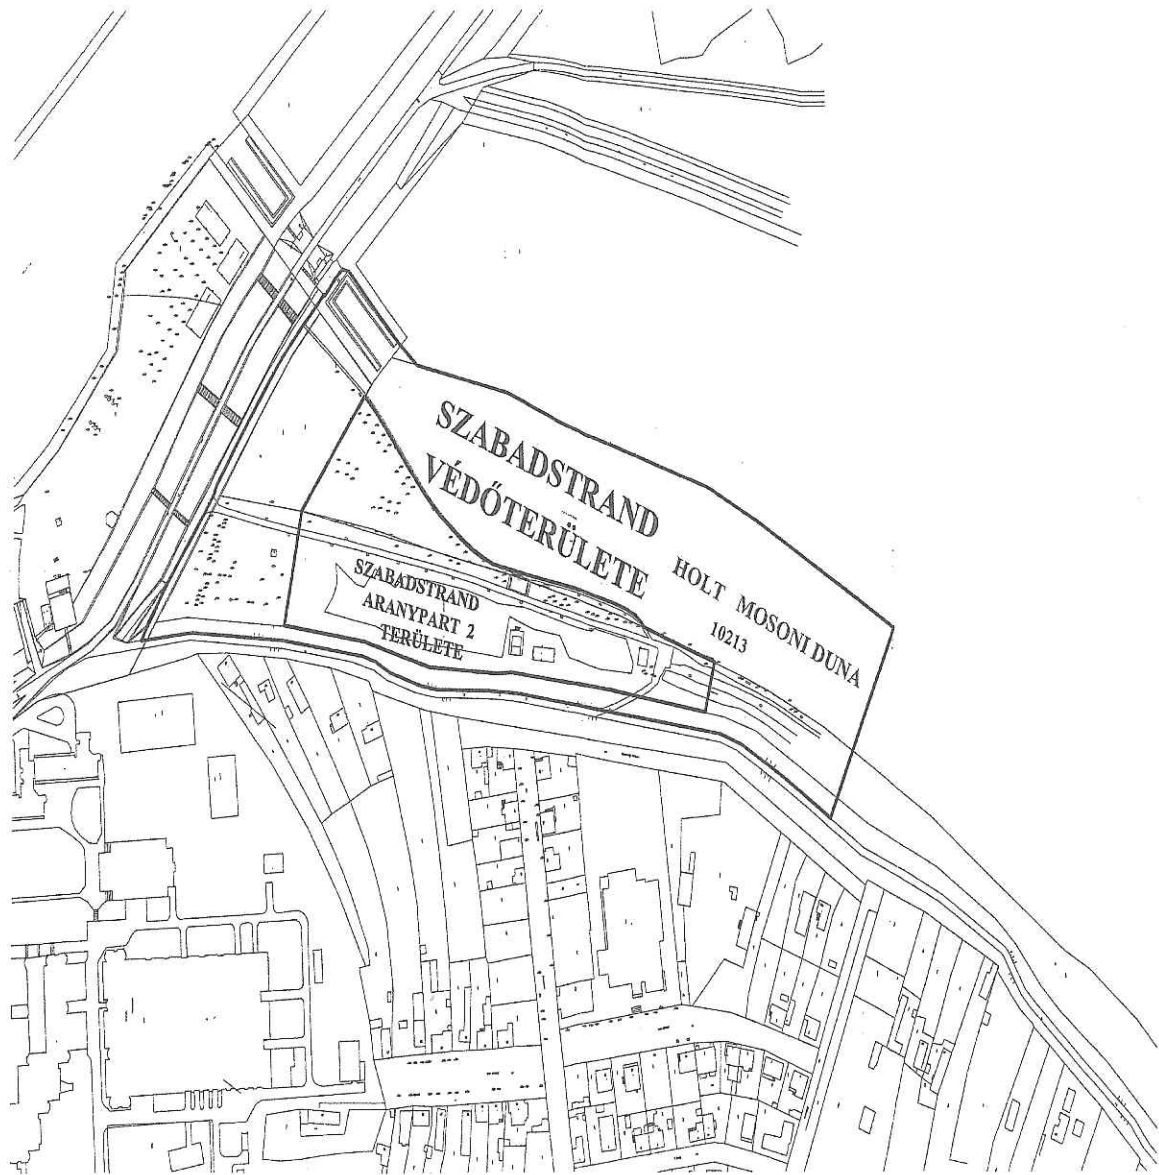 SZABADSTRAND
VÉDŐTERÜLETE
HOLT MOSONI DUNA
10213
SZABADSTRAND
ARANYPART 2
TERÜLETE